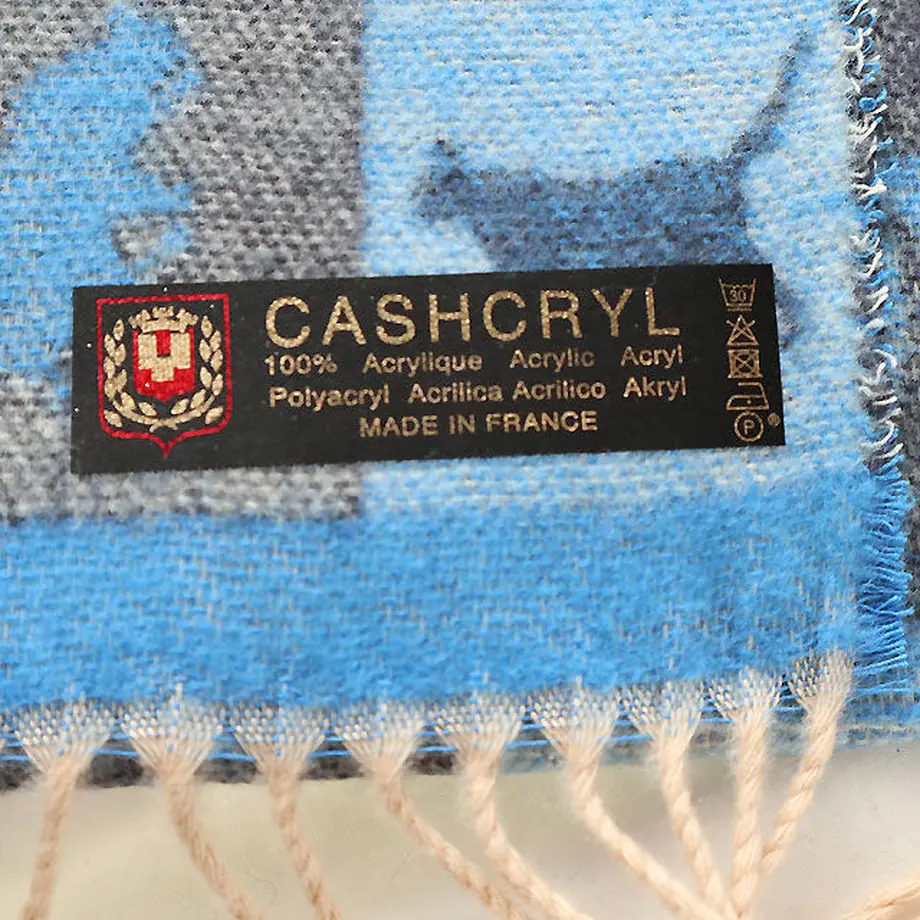 CASHCRYL
100% Acrylique Acrylic Acryl
Polyacryl Acrilica Acrilico Akryl
MADE IN FRANCE
30
P
®